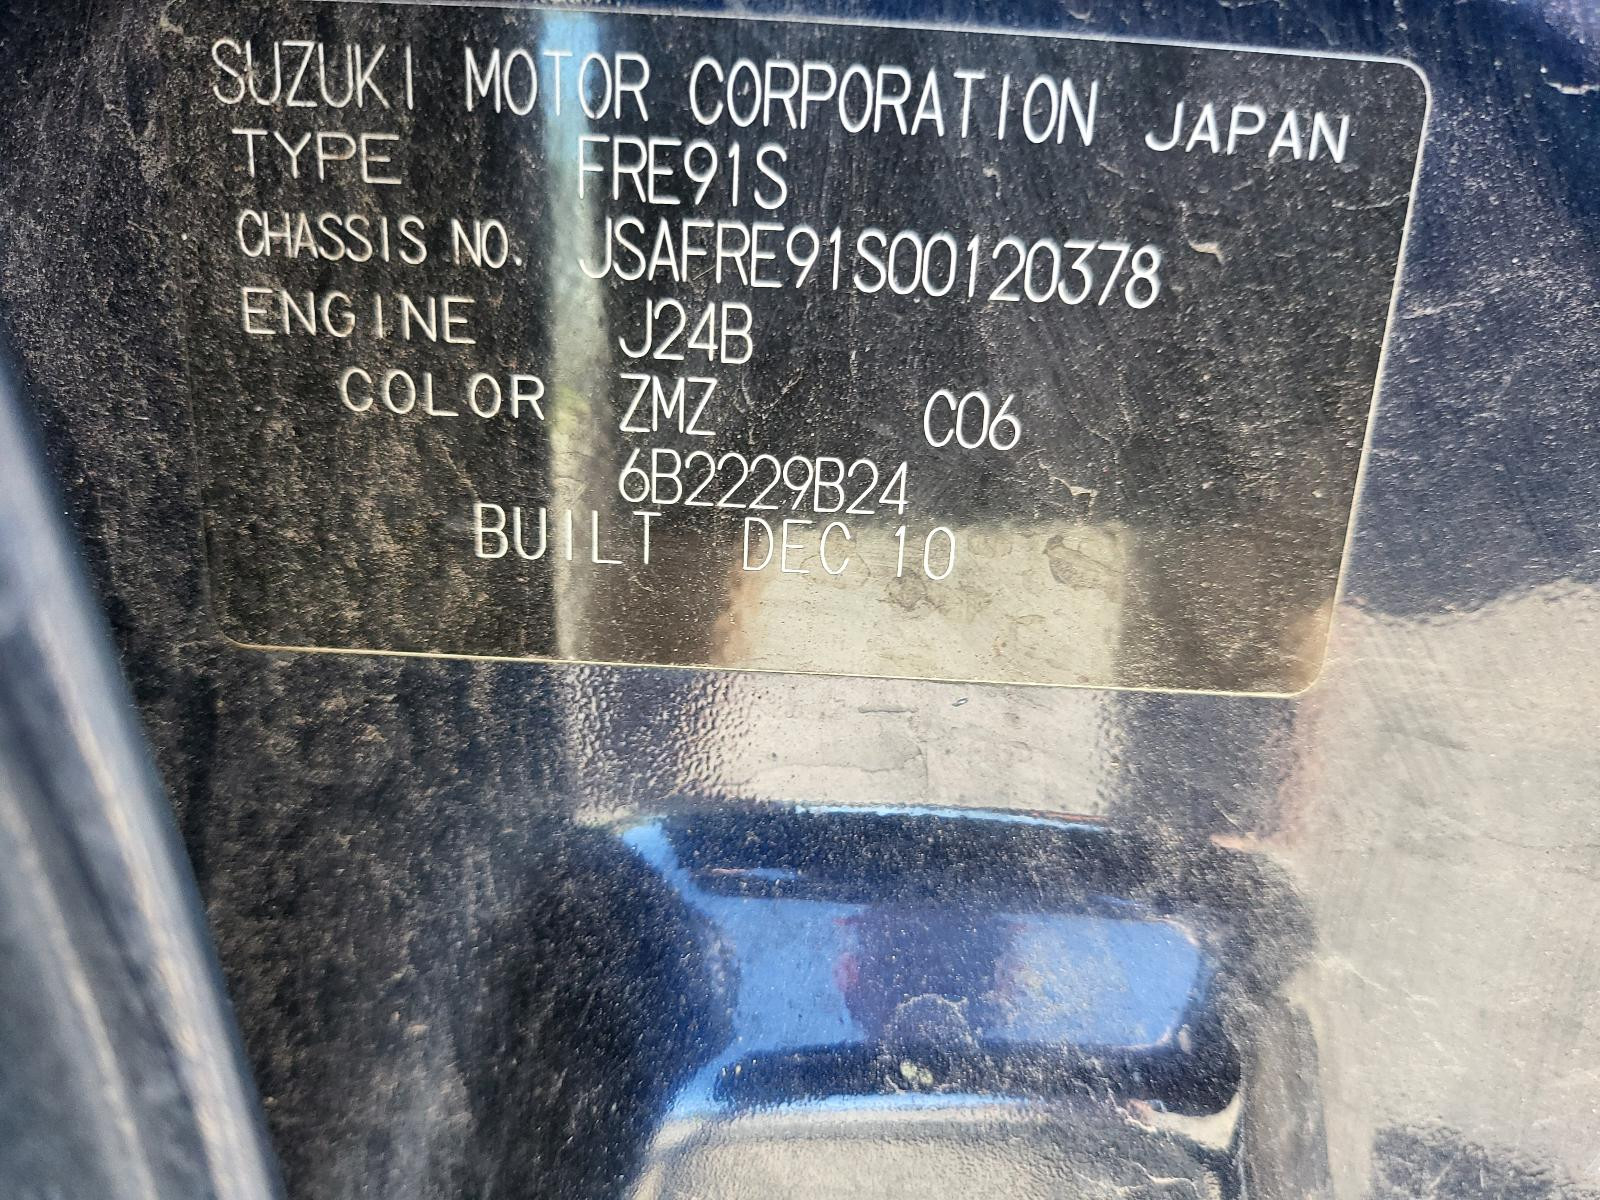 SUZUKI MOTOR CORPORATION JAPAN
TYPE FRE91S
CHASSIS NO. JSAFRE91S00120378
ENGINE J24B
COLOR ZMZ C06
6B2229B24
BUILT DEC 10